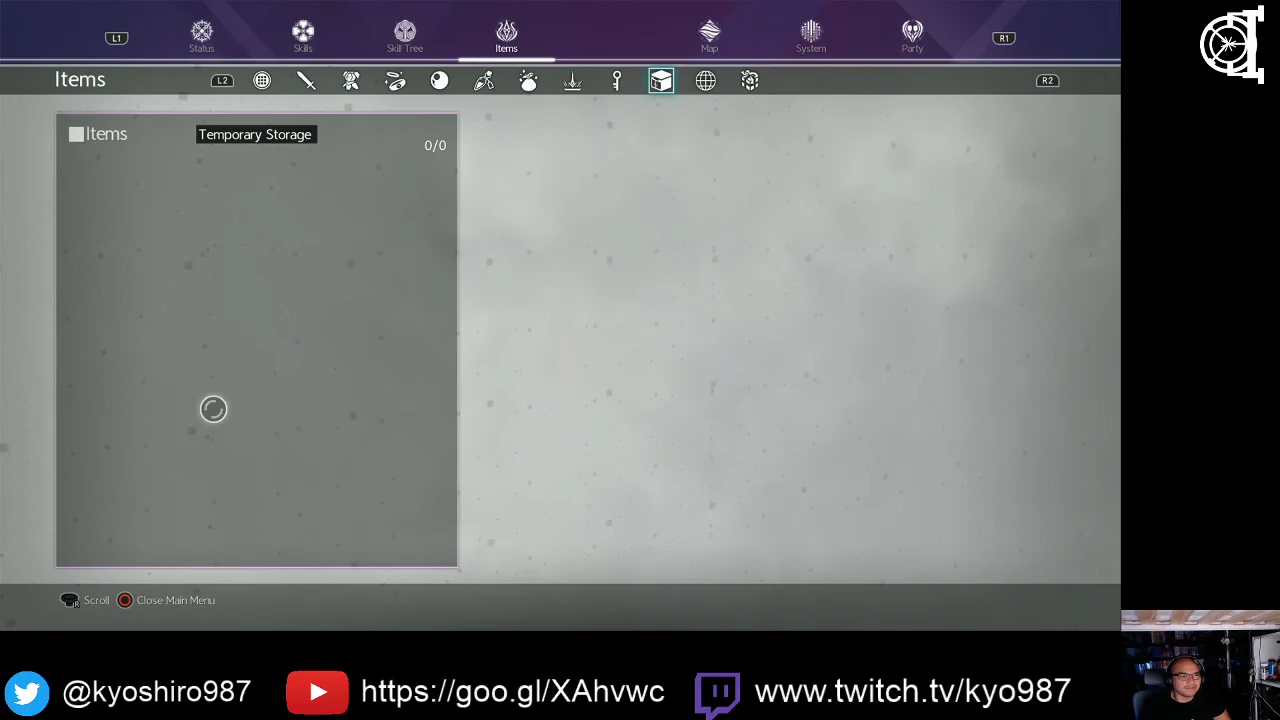 L1
Status
Skills
Skill Tree
Items
Map
System
Party
R1
Items
L2
R2
Items
Temporary Storage
0/0
R
Scroll
Close Main Menu
@kyoshiro987
https://goo.gl/XAhvwc
www.twitch.tv/kyo987